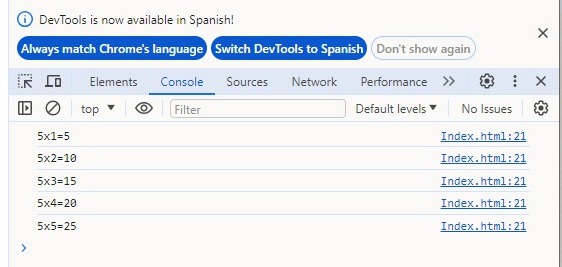 DevTools is now available in Spanish!
Always match Chrome's language Switch DevTools to Spanish Don't show again
Elements Console Sources Network Performance
top Filter Default levels No Issues
5x1=5 Index.html:21
5x2=10 Index.html:21
5x3=15 Index.html:21
5x4=20 Index.html:21
5x5=25 Index.html:21